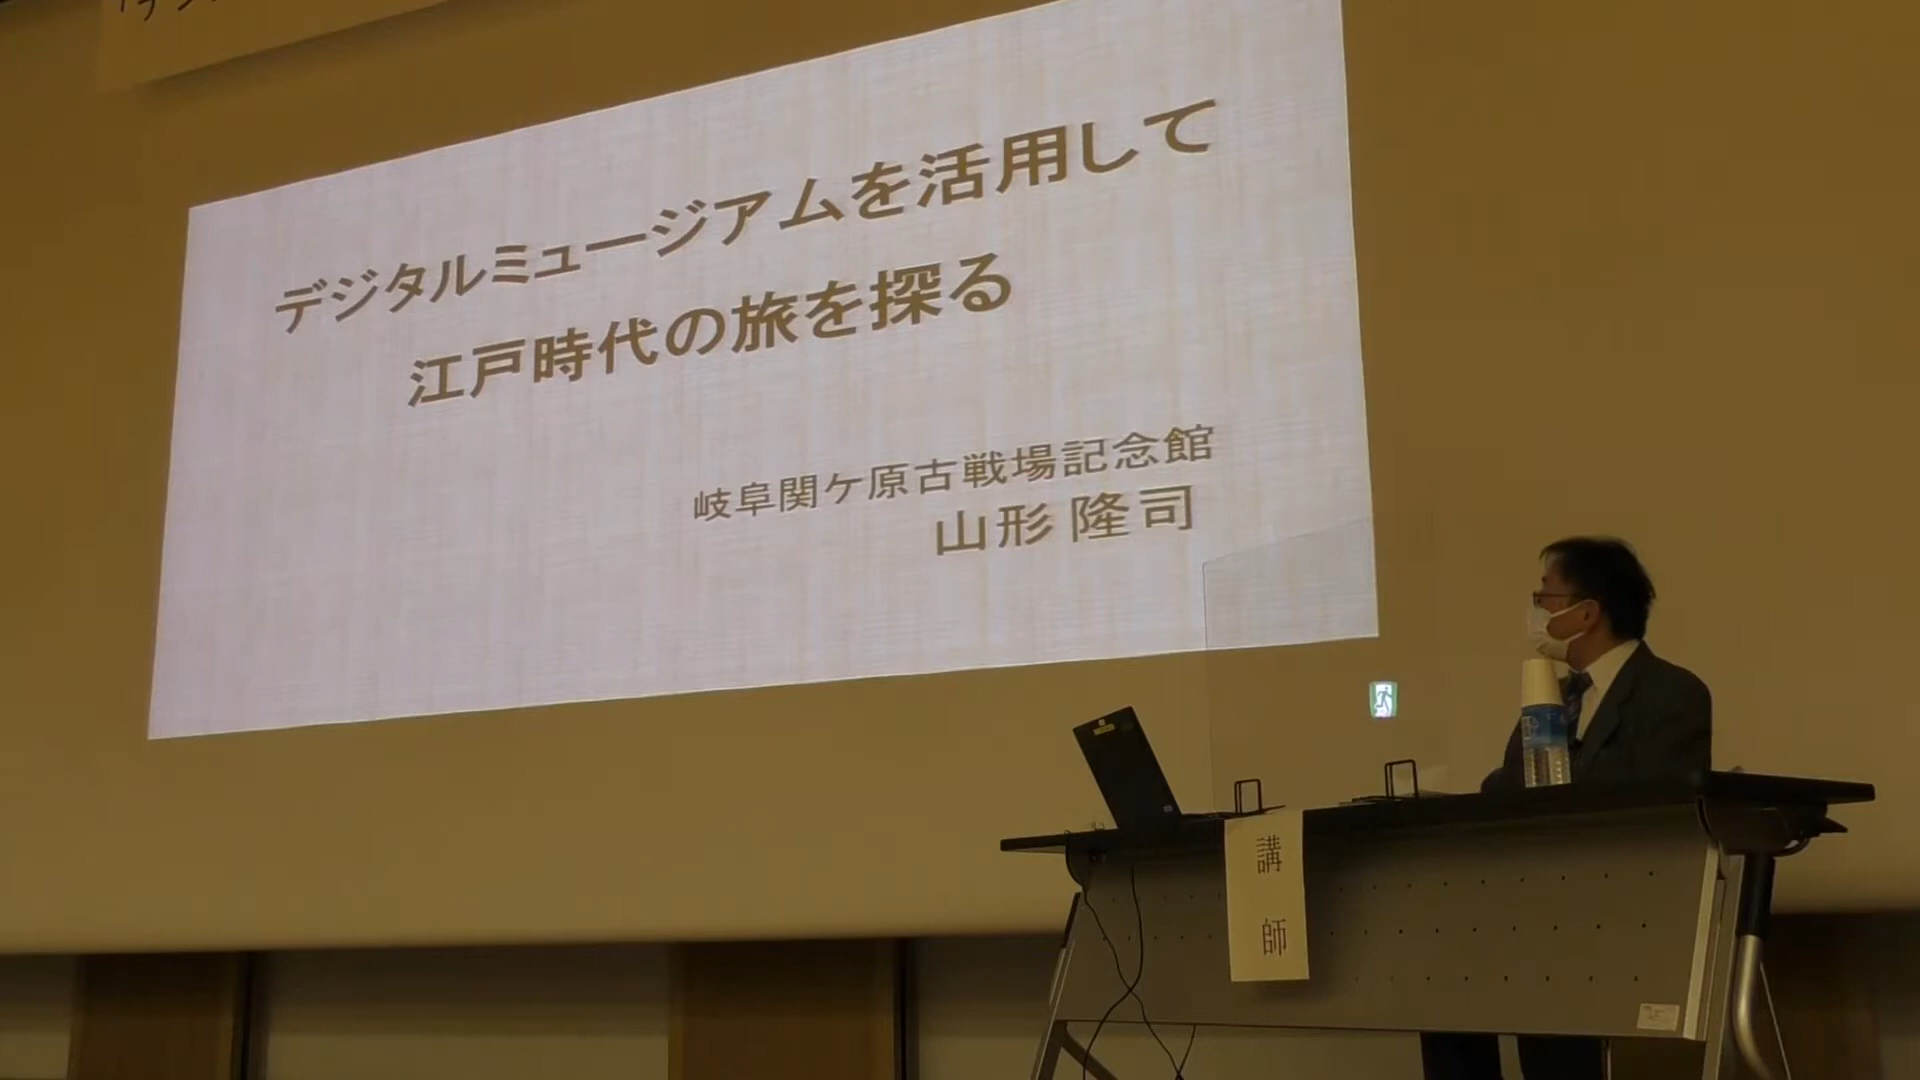 デジタルミュージアムを活用して
江戸時代の旅を探る
岐阜関ケ原古戦場記念館
山形 隆司
講師